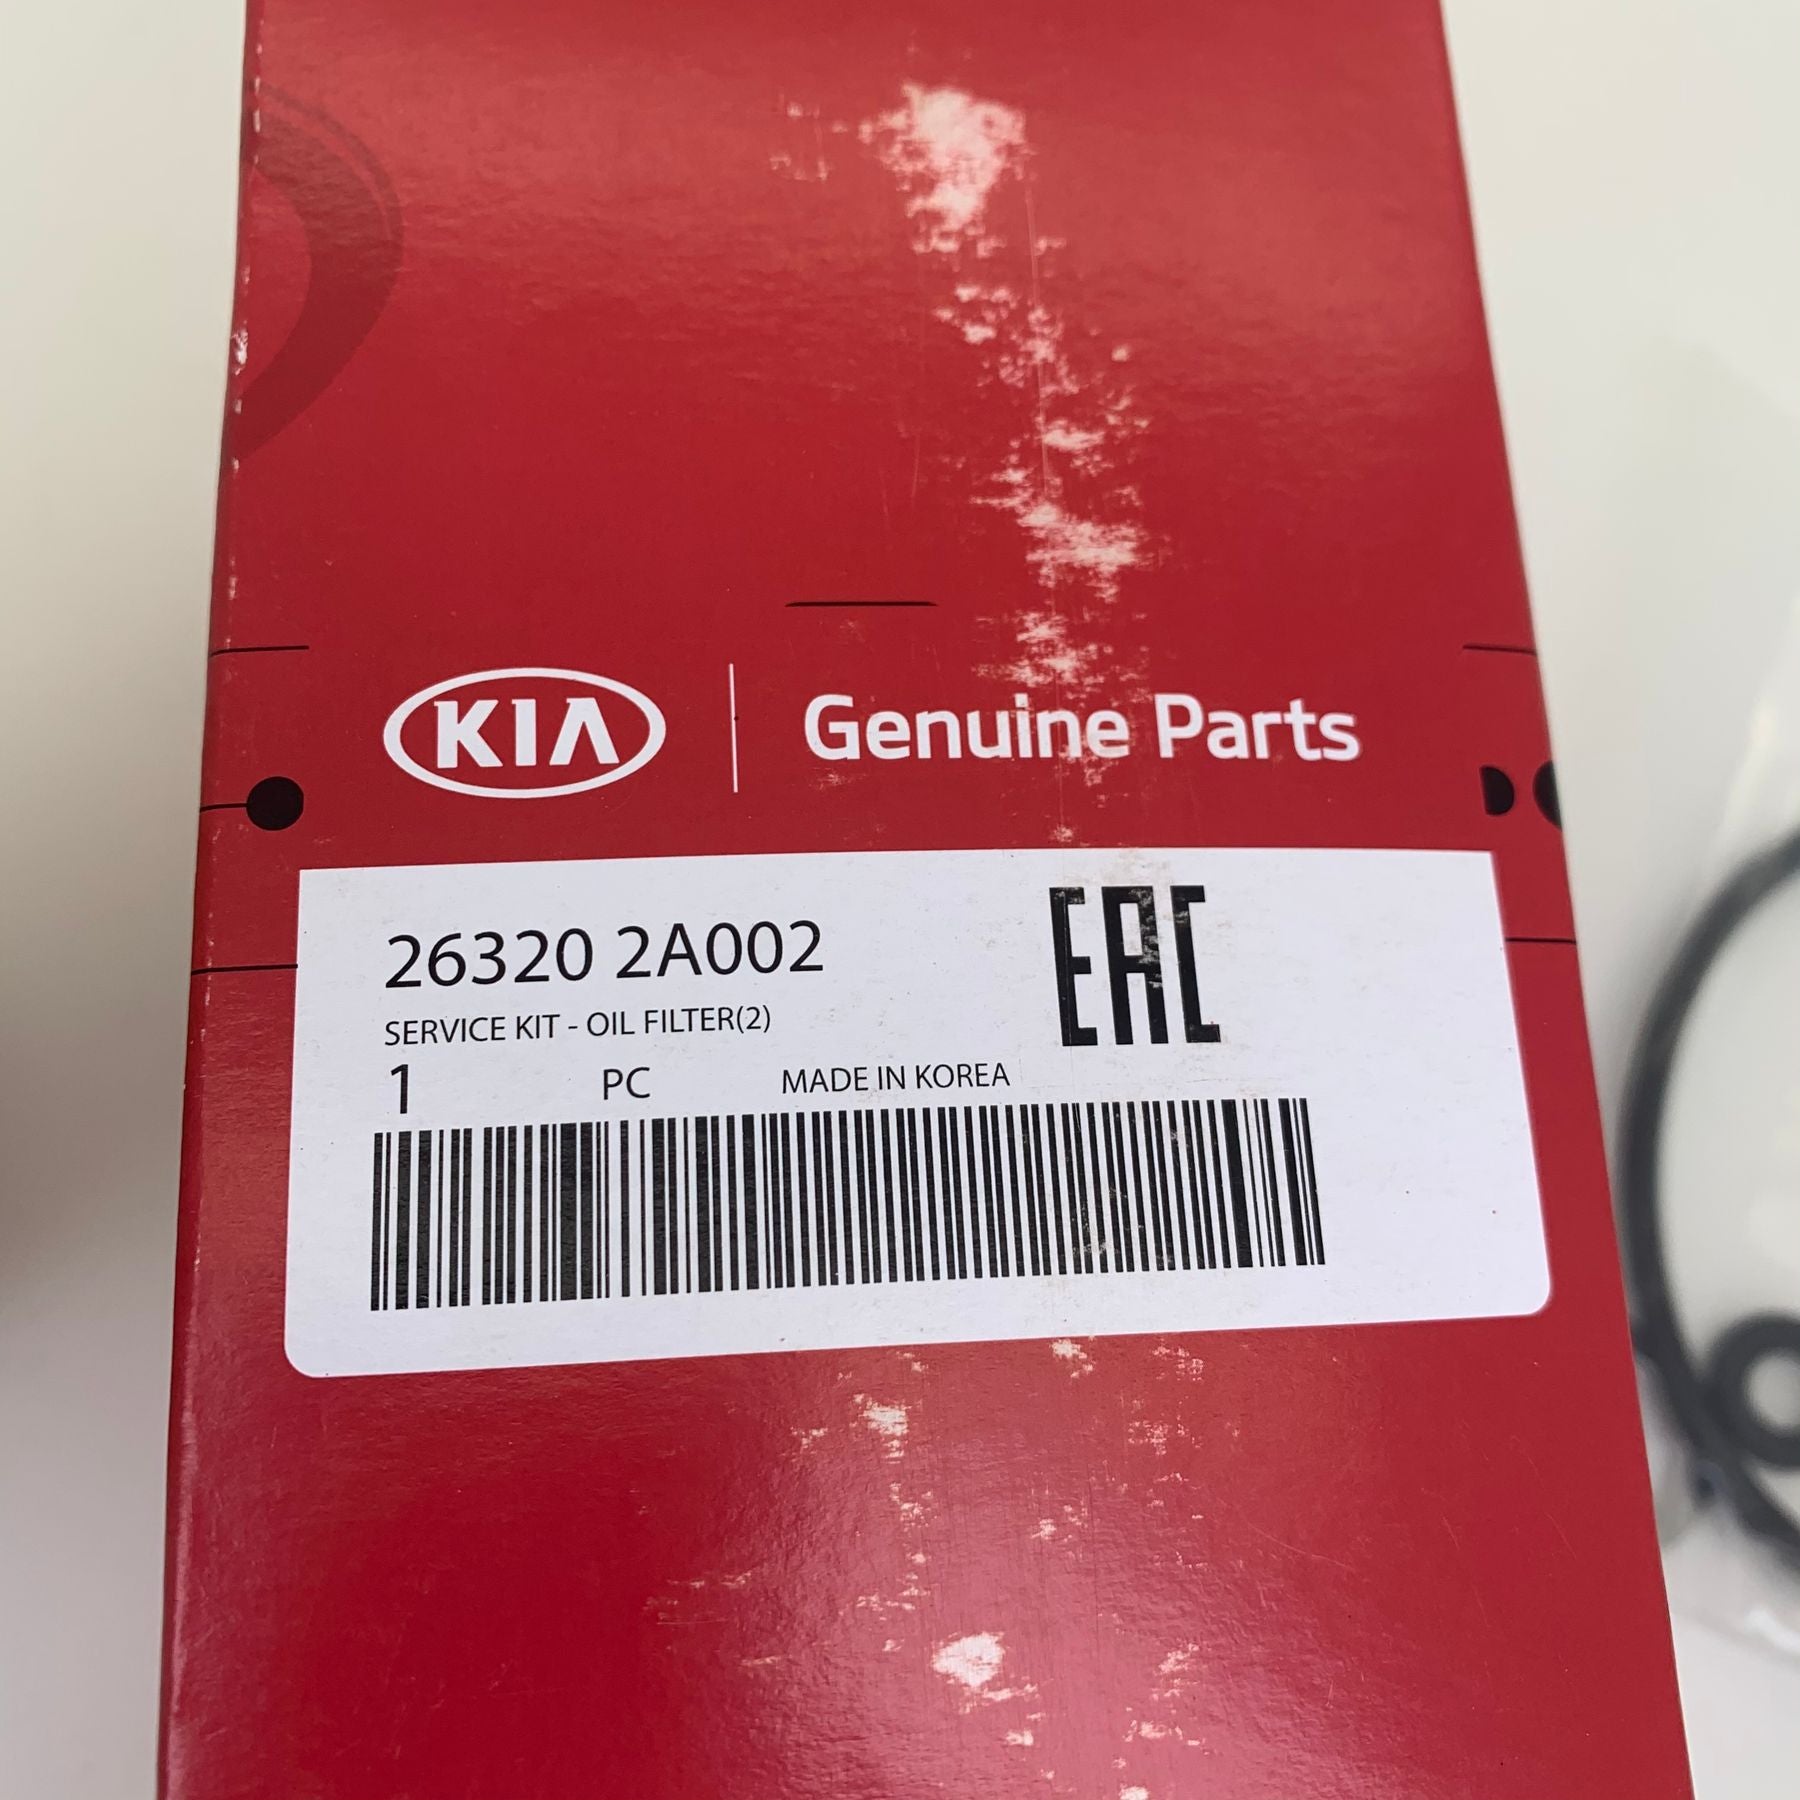 KIA Genuine Parts
26320 2A002
SERVICE KIT - OIL FILTER(2)
1 PC MADE IN KOREA
EAC